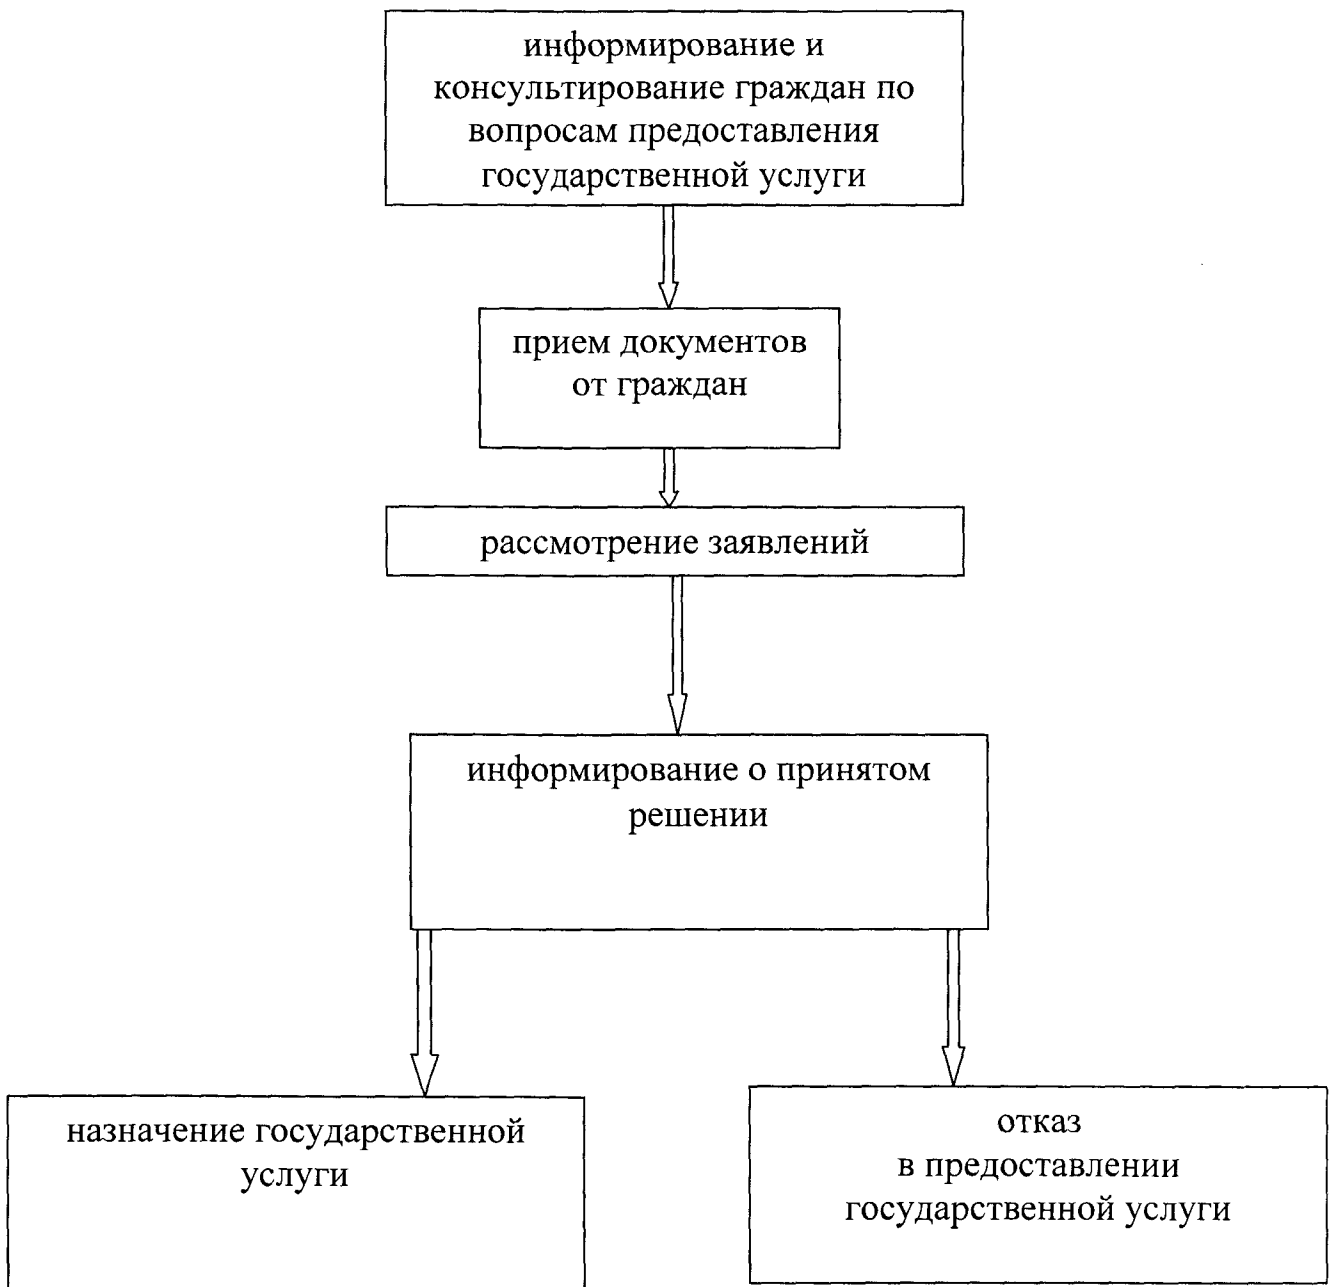 информирование и
консультирование граждан по
вопросам предоставления
государственной услуги
прием документов
от граждан
рассмотрение заявлений
информирование о принятом
решении
назначение государственной
услуги
отказ
в предоставлении
государственной услуги